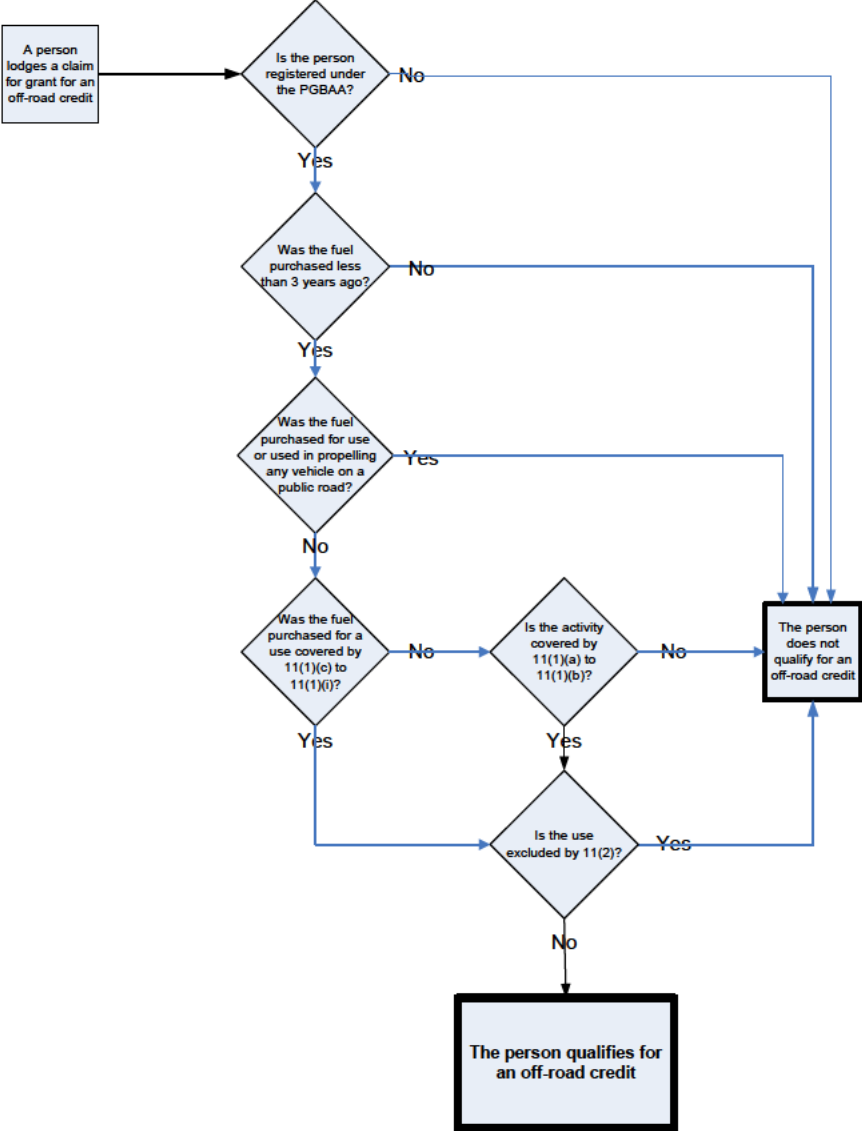 A person
lodges a claim
for grant for an
off-road credit
Is the person
registered under
the PGBAA?
No
Yes
Was the fuel
purchased less
than 3 years ago?
No
Yes
Was the fuel
purchased for use
or used in propelling
any vehicle on a
public road?
Yes
No
Was the fuel
purchased for a
use covered by
11(1)(c) to
11(1)(i)?
No
Is the activity
covered by
11(1)(a) to
11(1)(b)?
No
The person
does not
qualify for an
off-road credit
Yes
Yes
Is the use
excluded by 11(2)?
Yes
No
The person qualifies for
an off-road credit